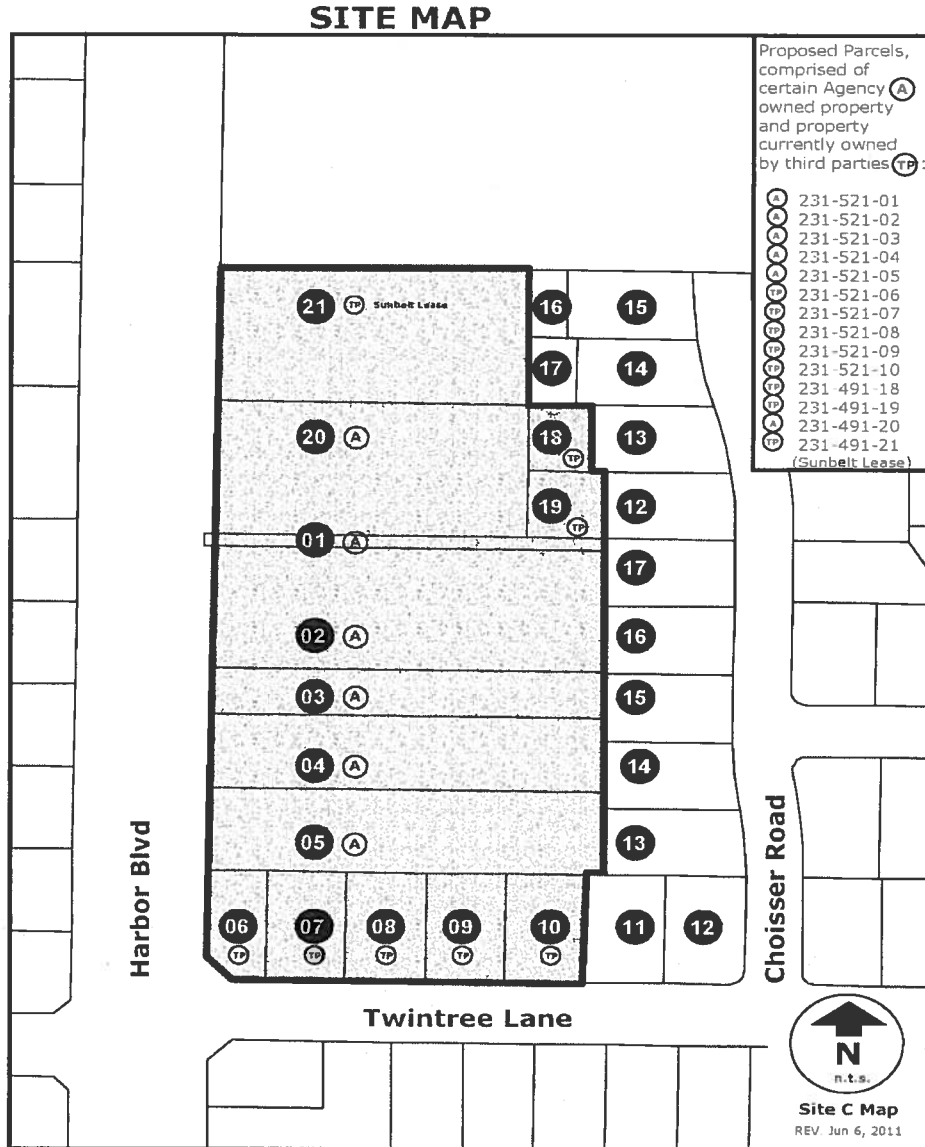 SITE MAP
Proposed Parcels,
comprised of
certain Agency A
owned property
and property
currently owned
by third parties TP :
A 231-521-01
A 231-521-02
A 231-521-03
A 231-521-04
A 231-521-05
TP 231-521-06
TP 231-521-07
TP 231-521-08
TP 231-521-09
TP 231-521-10
TP 231-491-18
TP 231-491-19
A 231-491-20
TP 231-491-21
(Sunbelt Lease)
21 TP Sunbelt Lease
16
15
17
14
20 A
18
TP
13
19
TP
12
01 A
17
02 A
16
03 A
15
04 A
14
05 A
13
06
TP
07
TP
08
TP
09
TP
10
TP
11
12
Harbor Blvd
Choisser Road
Twintree Lane
N
n.t.s.
Site C Map
REV. Jun 6, 2011